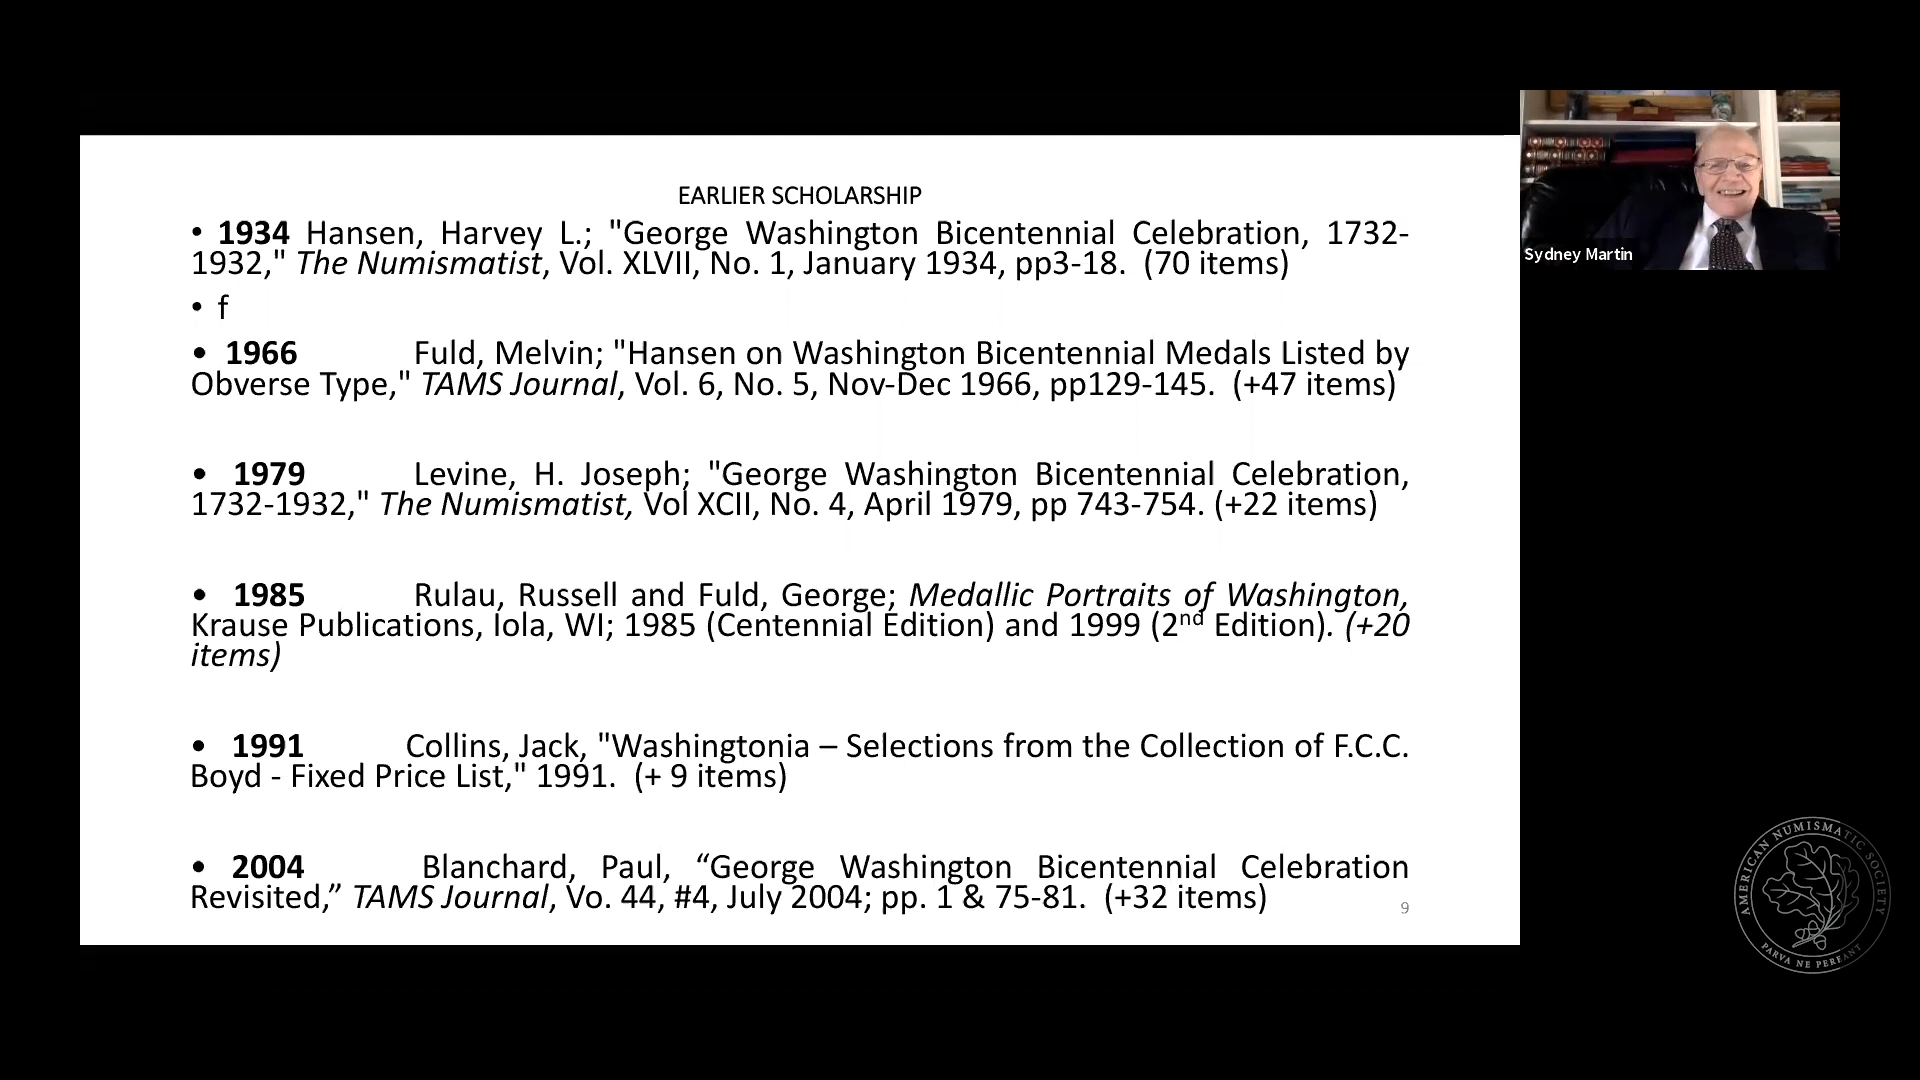 EARLIER SCHOLARSHIP
• 1934 Hansen, Harvey L.; "George Washington Bicentennial Celebration, 1732-
1932," The Numismatist, Vol. XLVII, No. 1, January 1934, pp3-18. (70 items)
• f
• 1966 Fuld, Melvin; "Hansen on Washington Bicentennial Medals Listed by
Obverse Type," TAMS Journal, Vol. 6, No. 5, Nov-Dec 1966, pp129-145. (+47 items)
• 1979 Levine, H. Joseph; "George Washington Bicentennial Celebration,
1732-1932," The Numismatist, Vol XCII, No. 4, April 1979, pp 743-754. (+22 items)
• 1985 Rulau, Russell and Fuld, George; Medallic Portraits of Washington,
Krause Publications, Iola, WI; 1985 (Centennial Edition) and 1999 (2nd Edition). (+20
items)
• 1991 Collins, Jack, "Washingtonia – Selections from the Collection of F.C.C.
Boyd - Fixed Price List," 1991. (+ 9 items)
• 2004 Blanchard, Paul, “George Washington Bicentennial Celebration
Revisited,” TAMS Journal, Vo. 44, #4, July 2004; pp. 1 & 75-81. (+32 items)
9
Sydney Martin
AMERICAN NUMISMATIC SOCIETY
PARVA NE PEREANT